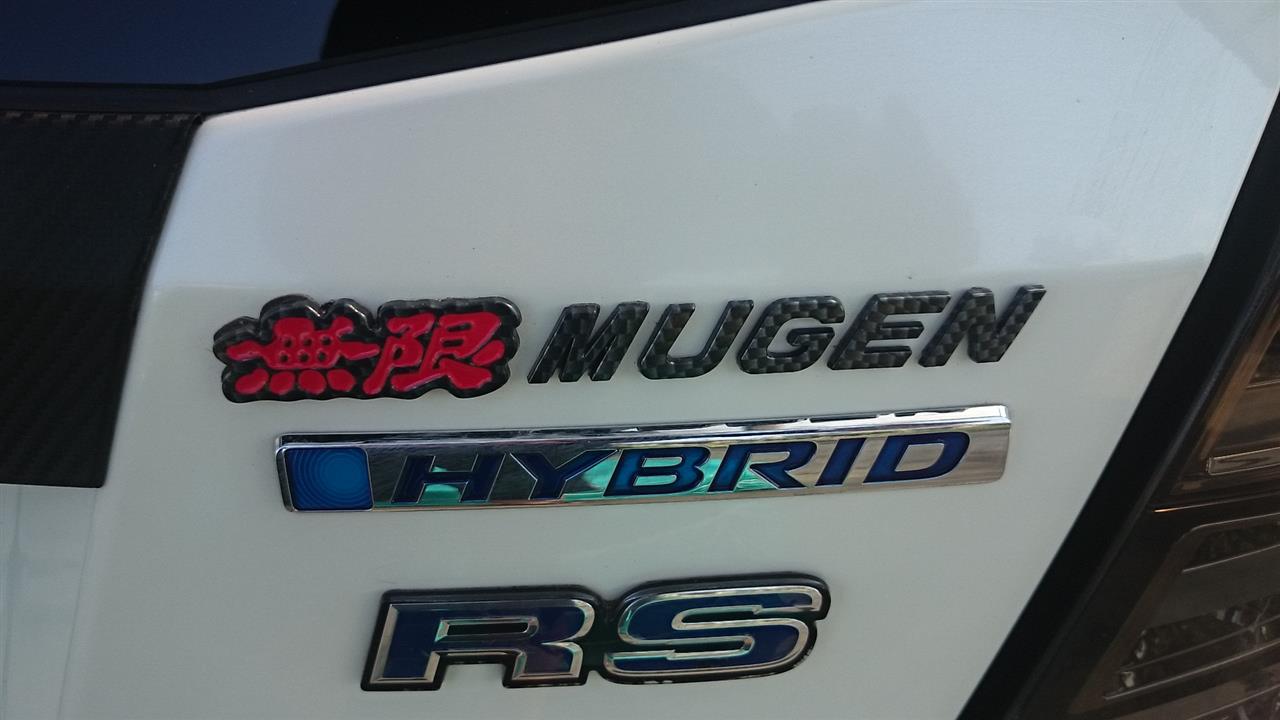 無限 MUGEN
HYBRID
RS